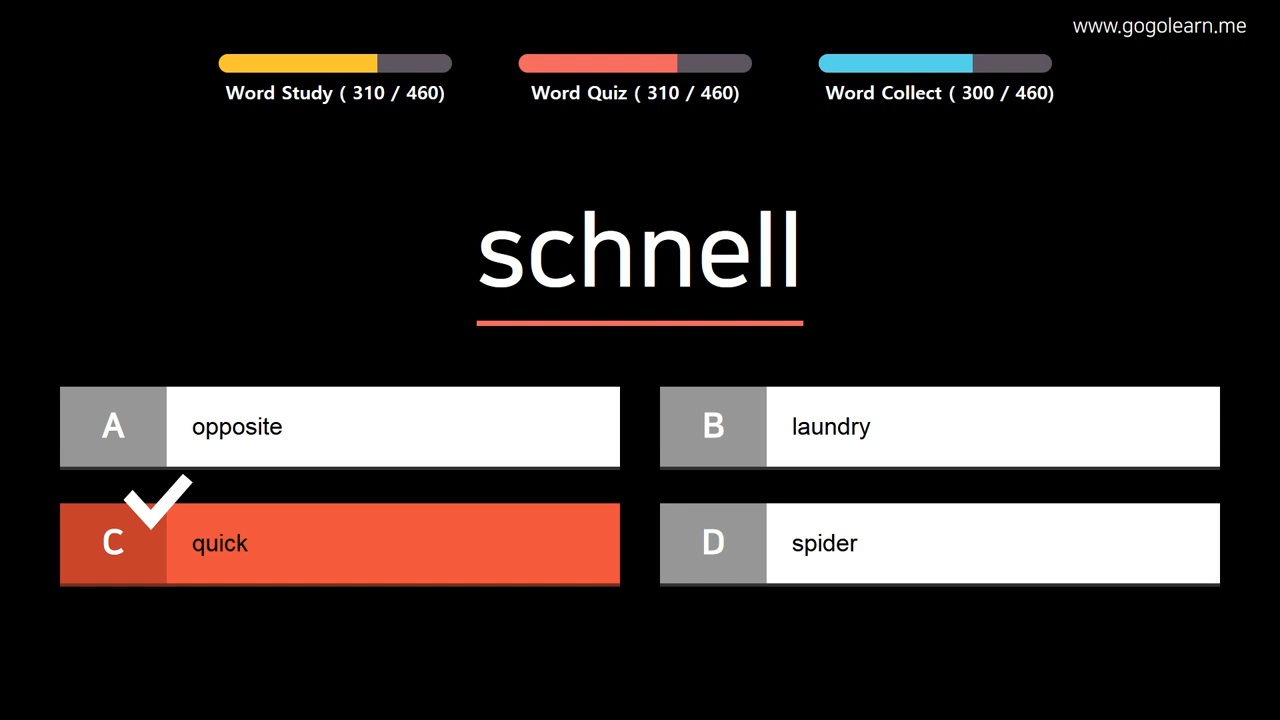 www.gogolearn.me
Word Study ( 310 / 460)
Word Quiz ( 310 / 460)
Word Collect ( 300 / 460)
schnell
A opposite
B laundry
C quick
D spider